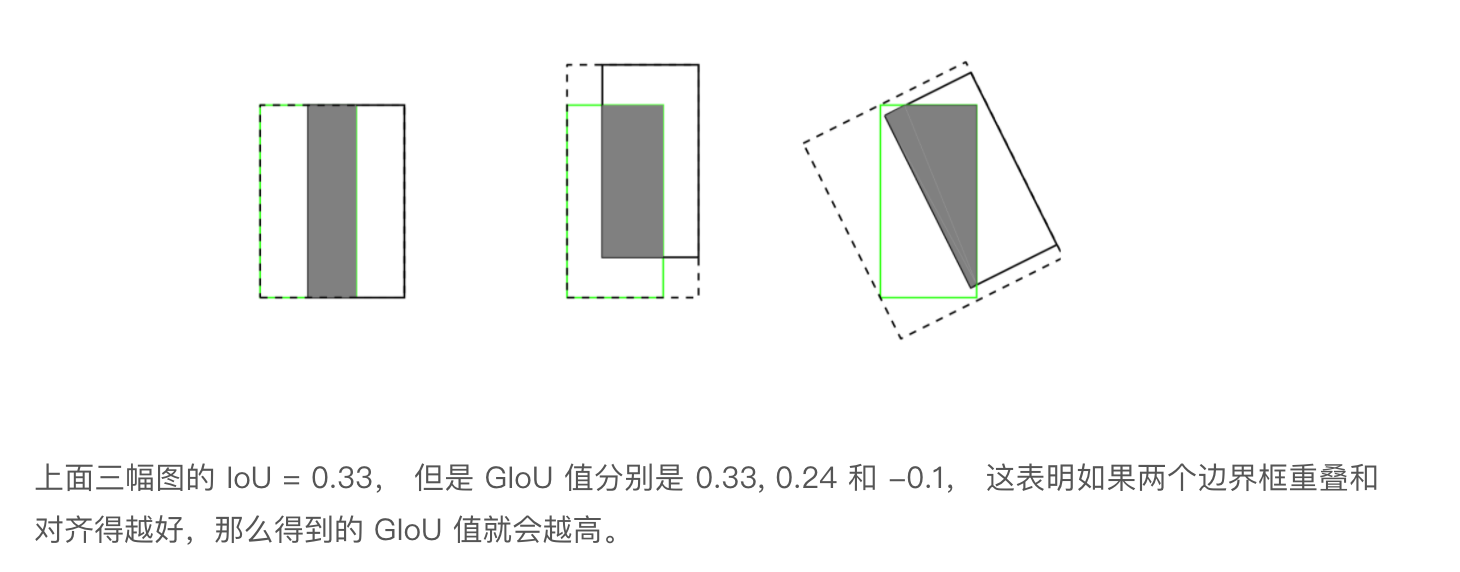 上面三幅图的 IoU = 0.33， 但是 GIoU 值分别是 0.33, 0.24 和 −0.1， 这表明如果两个边界框重叠和
对齐得越好，那么得到的 GIoU 值就会越高。